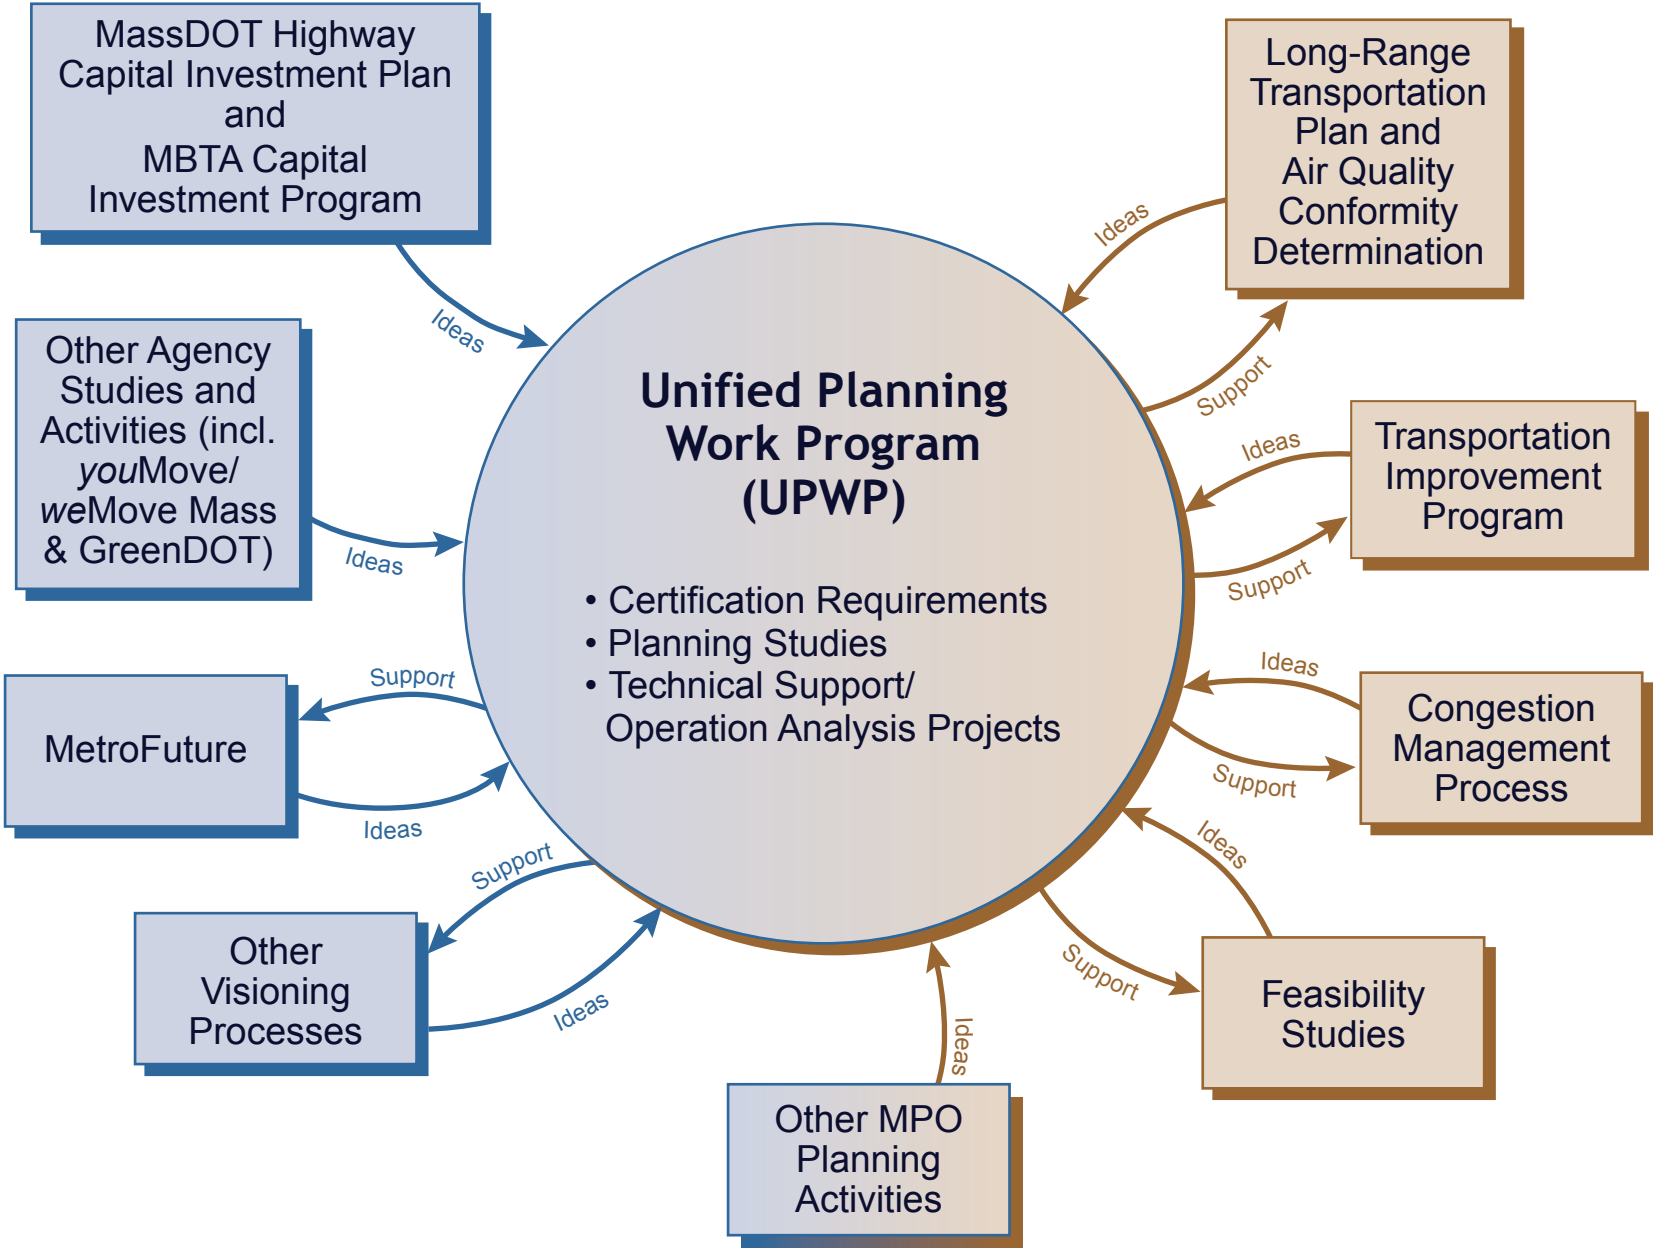 MassDOT Highway
Capital Investment Plan
and
MBTA Capital
Investment Program
Ideas
Other Agency
Studies and
Activities (incl.
youMove/
weMove Mass
& GreenDOT)
Ideas
MetroFuture
Support
Ideas
Other
Visioning
Processes
Support
Ideas
Unified Planning
Work Program
(UPWP)
• Certification Requirements
• Planning Studies
• Technical Support/
Operation Analysis Projects
Long-Range
Transportation
Plan and
Air Quality
Conformity
Determination
Ideas
Support
Transportation
Improvement
Program
Ideas
Support
Congestion
Management
Process
Ideas
Support
Feasibility
Studies
Ideas
Support
Other MPO
Planning
Activities
Ideas